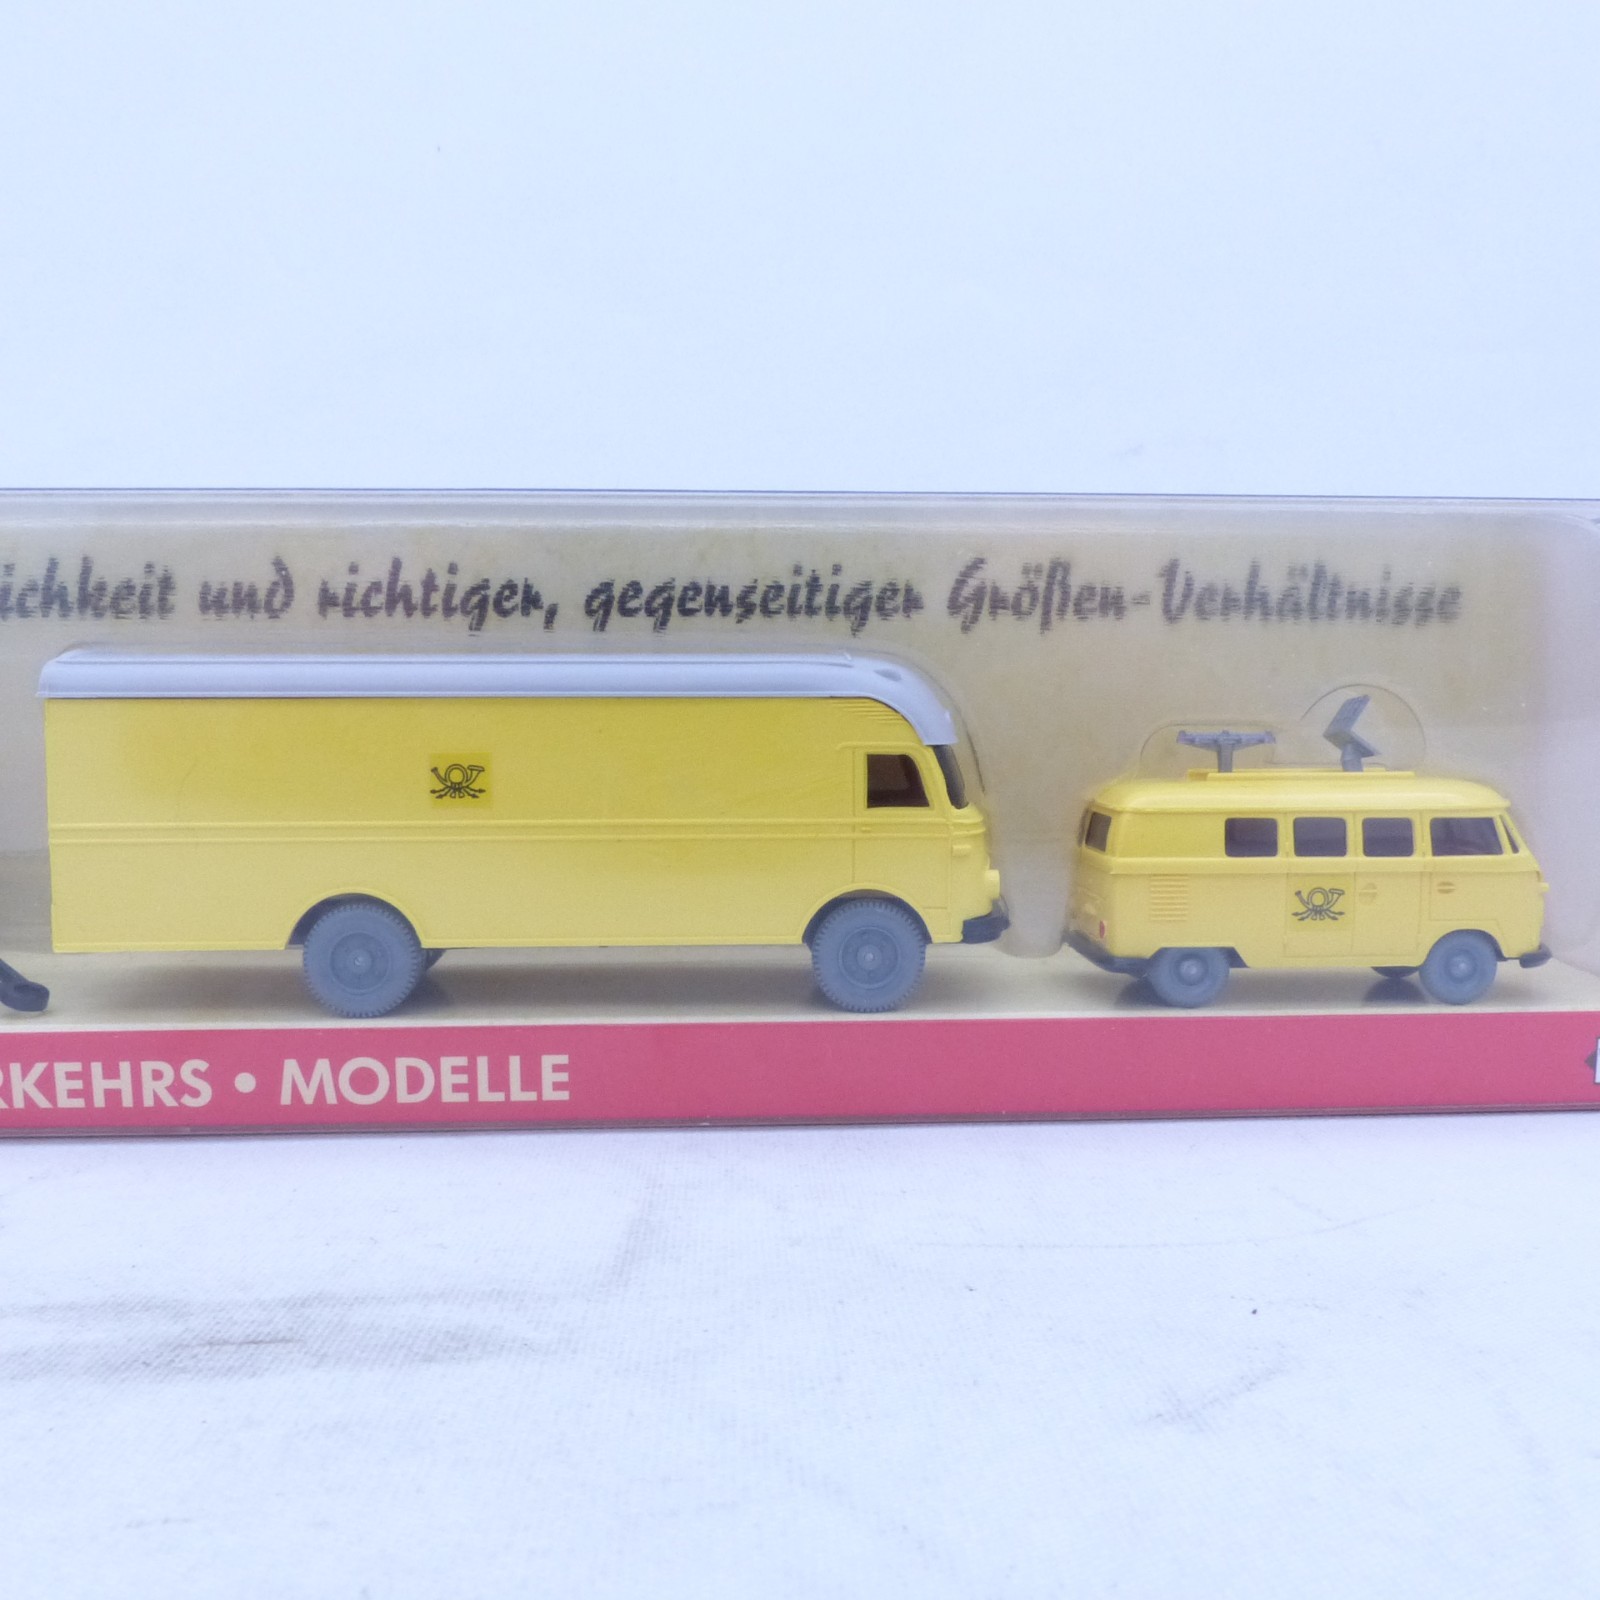 ichkeit und richtiger, gegenseitiger Größen-Verhältnisse
RKEHRS • MODELLE